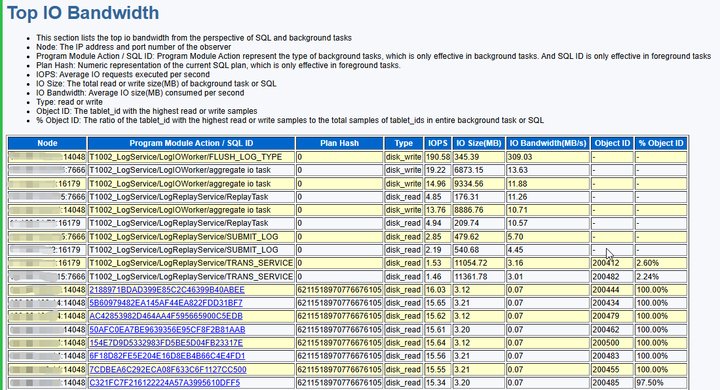 Top IO Bandwidth
This section lists the top io bandwidth from the perspective of SQL and background tasks
Node: The IP address and port number of the observer
Program Module Action / SQL ID: Program Module Action represent the type of background tasks, which is only effective in background tasks. And SQL ID is only effective in foreground tasks
Plan Hash: Numeric representation of the current SQL plan, which is only effective in foreground tasks.
IOPS: Average IO requests executed per second
IO Size: The total read or write size(MB) of background task or SQL
IO Bandwidth: Average IO size(MB) consumed per second
Type: read or write
Object ID: The tablet_id with the highest read or write samples
% Object ID: The ratio of the tablet_id with the highest read or write samples to the total samples of tablet_ids in entire background task or SQL
Node Program Module Action / SQL ID Plan Hash Type IOPS IO Size(MB) IO Bandwidth(MB/s) Object ID % Object ID
:14048 T1002_LogService/LogIOWorker/FLUSH_LOG_TYPE 0 disk_write 190.58 345.39 309.03 - -
5:7666 T1002_LogService/LogIOWorker/aggregate io task 0 disk_write 19.22 6873.15 13.63 - -
:16179 T1002_LogService/LogIOWorker/aggregate io task 0 disk_write 14.96 9334.56 11.88 - -
5:7666 T1002_LogService/LogReplayService/ReplayTask 0 disk_read 4.85 176.31 11.26 - -
:14048 T1002_LogService/LogIOWorker/aggregate io task 0 disk_write 13.76 8886.76 10.71 - -
:16179 T1002_LogService/LogReplayService/ReplayTask 0 disk_read 4.94 209.74 10.57 - -
5:7666 T1002_LogService/LogReplayService/SUBMIT_LOG 0 disk_read 2.85 479.62 5.70 - -
2:16179 T1002_LogService/LogReplayService/SUBMIT_LOG 0 disk_read 2.19 540.68 4.45 - -
:16179 T1002_LogService/LogReplayService/TRANS_SERVICE 0 disk_read 1.53 11054.72 3.16 200412 2.60%
15:7666 T1002_LogService/LogReplayService/TRANS_SERVICE 0 disk_read 1.46 11361.78 3.01 200482 2.24%
:14048 2188971BDAD399E85C2C46399B40ABEE 6211518970776676105 disk_read 16.03 3.12 0.07 200444 100.00%
4:14048 5B60979482EA145AF44EA822FDD31BF7 6211518970776676105 disk_read 15.65 3.21 0.07 200434 100.00%
:14048 AC42853982D464AA4F595665900C5EDB 6211518970776676105 disk_read 15.62 3.12 0.07 200479 100.00%
:14048 50AFC0EA7BE9639356E95CF8F2B81AAB 6211518970776676105 disk_read 15.61 3.20 0.07 200462 100.00%
:14048 154E7D9D5332983FD5BE5D04FB23317E 6211518970776676105 disk_read 15.58 3.12 0.07 200500 100.00%
:14048 6F18D82FE5E204E16D8EB4B66C4E4FD1 6211518970776676105 disk_read 15.56 3.20 0.07 200483 100.00%
:14048 7CDBEA6C292ECA08F633C6F1127CC500 6211518970776676105 disk_read 15.55 3.21 0.07 200455 100.00%
:14048 C321FC7F216122224A57A3995610DFF5 6211518970776676105 disk_read 15.34 3.20 0.07 200485 97.50%